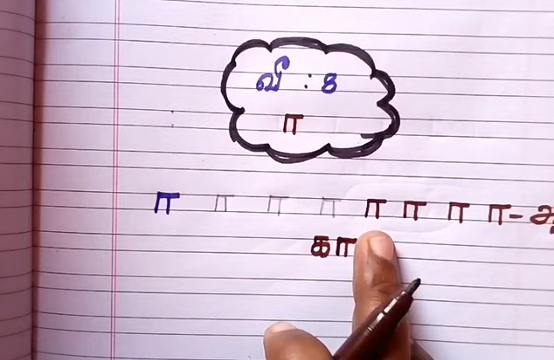 வீ : 8
ா
ா ா ா ா ா ா ா ா -
கா